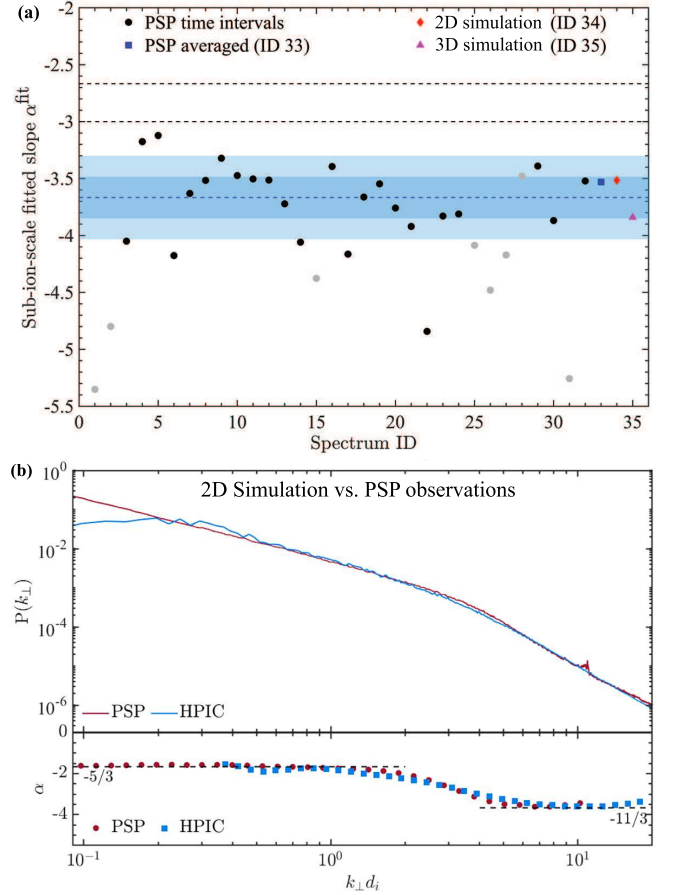 (a)
PSP time intervals
2D simulation (ID 34)
PSP averaged (ID 33)
3D simulation (ID 35)
Sub-ion-scale fitted slope α^fit
-2
-2.5
-3
-3.5
-4
-4.5
-5
-5.5
0 5 10 15 20 25 30 35
Spectrum ID
(b)
2D Simulation vs. PSP observations
P(k⊥)
10^0
10^-2
10^-4
10^-6
0
PSP HPIC
α
-2
-4
-5/3
-11/3
PSP HPIC
10^-1 10^0 10^1
k⊥d_i